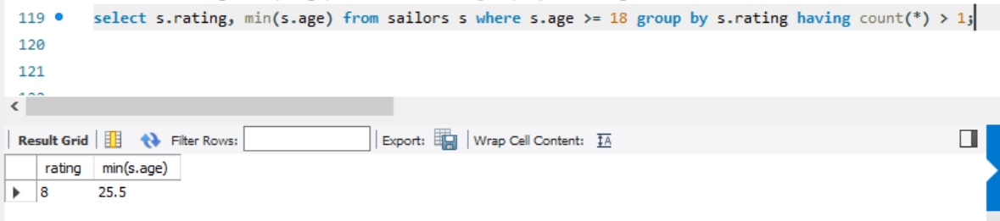 119 select s.rating, min(s.age) from sailors s where s.age >= 18 group by s.rating having count(*) > 1;
120
121
Result Grid Filter Rows: Export: Wrap Cell Content:
rating min(s.age)
8 25.5